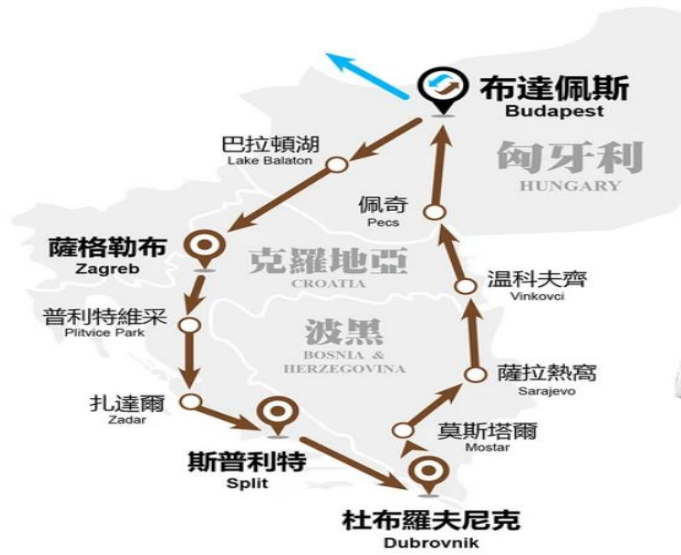 布達佩斯
Budapest
巴拉頓湖
Lake Balaton
匈牙利
HUNGARY
佩奇
Pecs
薩格勒布
Zagreb
克羅地亞
CROATIA
温科夫齊
Vinkovci
普利特維采
Plitvice Park
波黑
BOSNIA &
HERZEGOVINA
薩拉熱窩
Sarajevo
扎達爾
Zadar
莫斯塔爾
Mostar
斯普利特
Split
杜布羅夫尼克
Dubrovnik